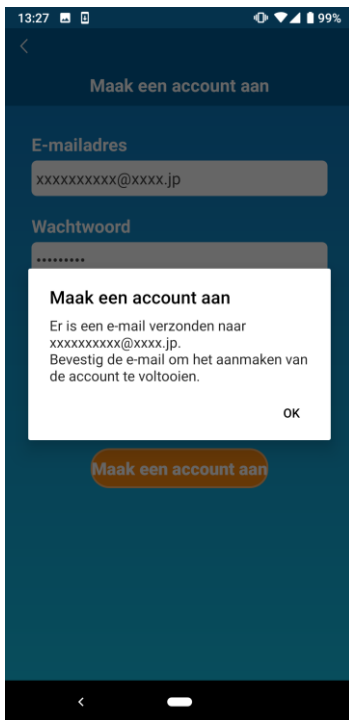 13:27 99%
Maak een account aan
E-mailadres
xxxxxxxxxx@xxxx.jp
Wachtwoord
•••••••••
Maak een account aan
Er is een e-mail verzonden naar
xxxxxxxxxx@xxxx.jp.
Bevestig de e-mail om het aanmaken van
de account te voltooien.
OK
Maak een account aan